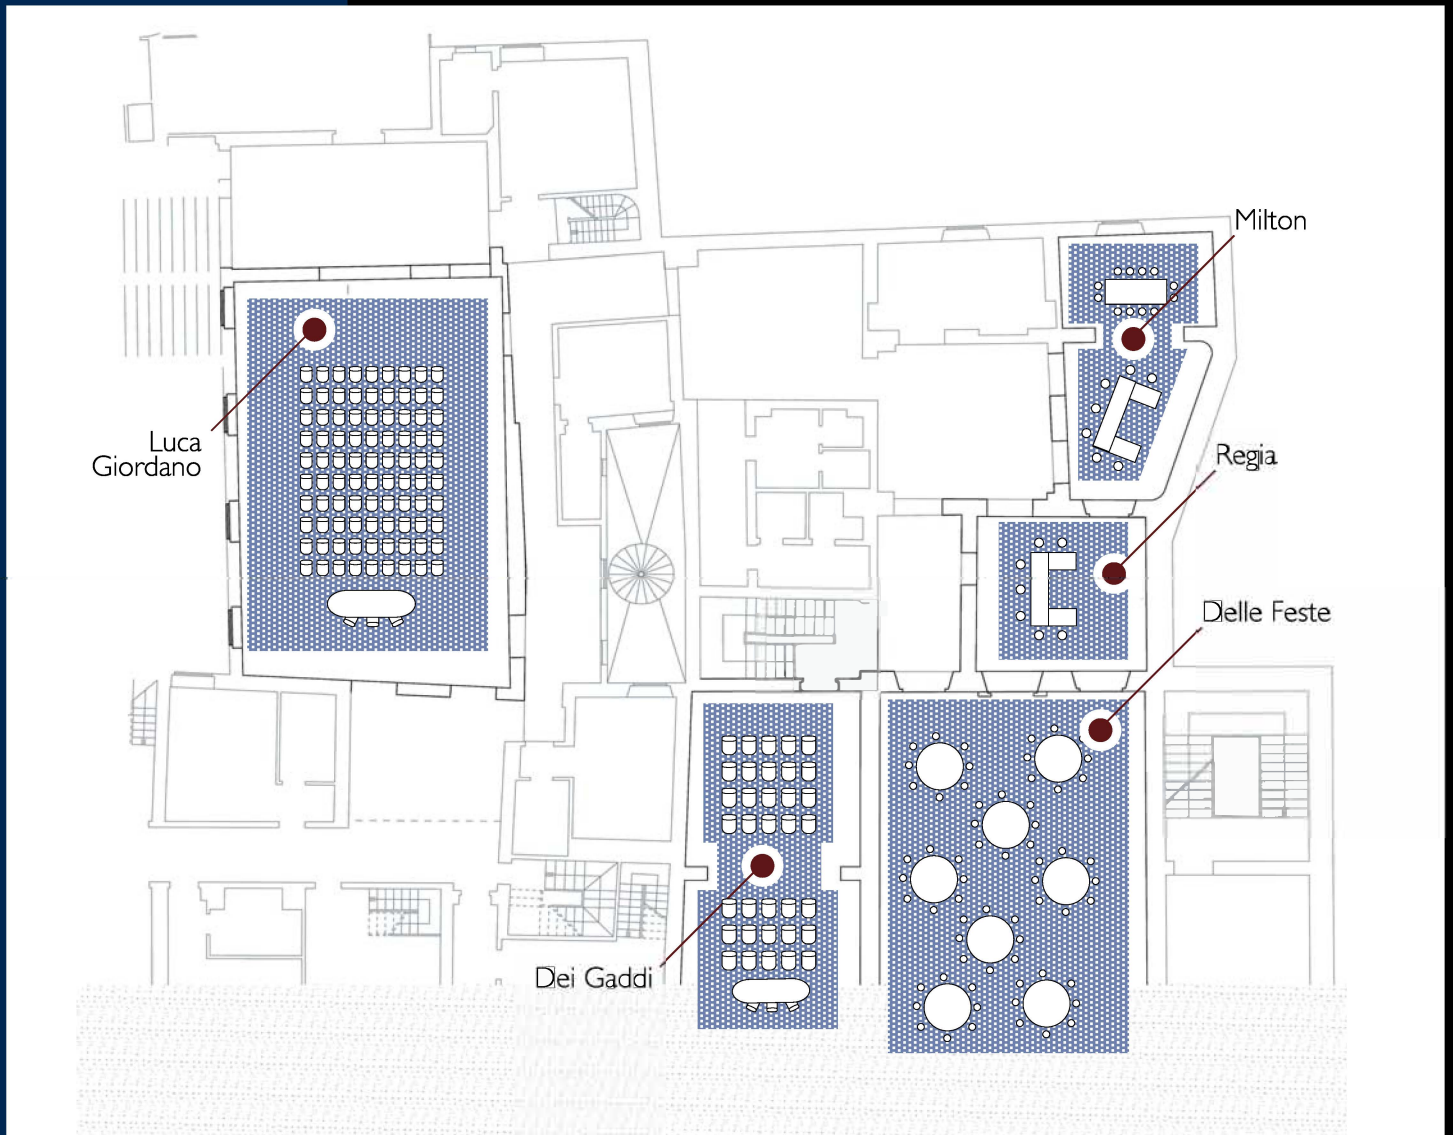 Milton
Luca
Giordano
Regia
Delle Feste
Dei Gaddi